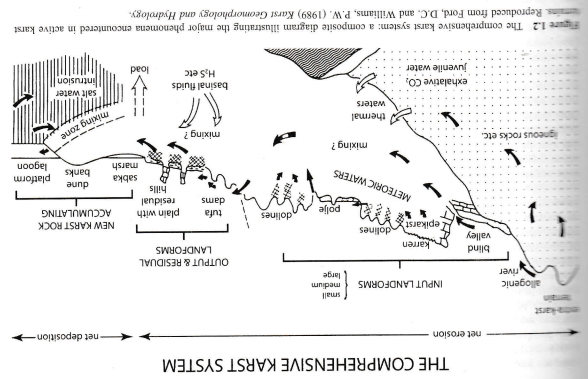 THE COMPREHENSIVE KARST SYSTEM
net erosion
net deposition
extra-karst
terrain
allogenic
river
INPUT LANDFORMS
small
medium
large
OUTPUT & RESIDUAL
LANDFORMS
NEW KARST ROCK
ACCUMULATING
blind
valley
karren
epikarst
dolines
polje
dolines
tufa
dams
plain with
residual
hills
sabka
marsh
dune
banks
platform
lagoon
METEORIC WATERS
igneous rocks etc
mixing ?
mixing ?
mixing zone
thermal
waters
exhalative CO₂
juvenile water
basinal fluids
H₂S etc
load
salt water
intrusion
Figure 1.2 The comprehensive karst system: a composite diagram illustrating the major phenomena encountered in active karst
Reproduced from Ford, D.C. and Williams, P.W. (1989) Karst Geomorphology and Hydrology.